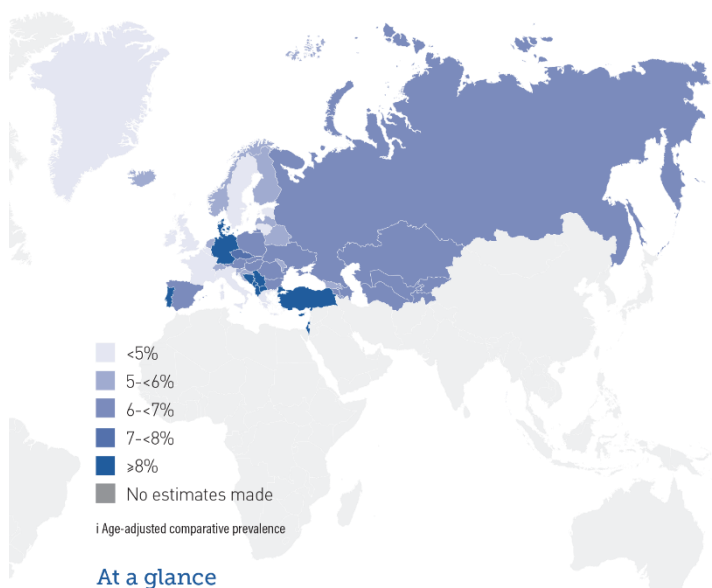 <5%
5-<6%
6-<7%
7-<8%
≥8%
No estimates made
i Age-adjusted comparative prevalence
At a glance